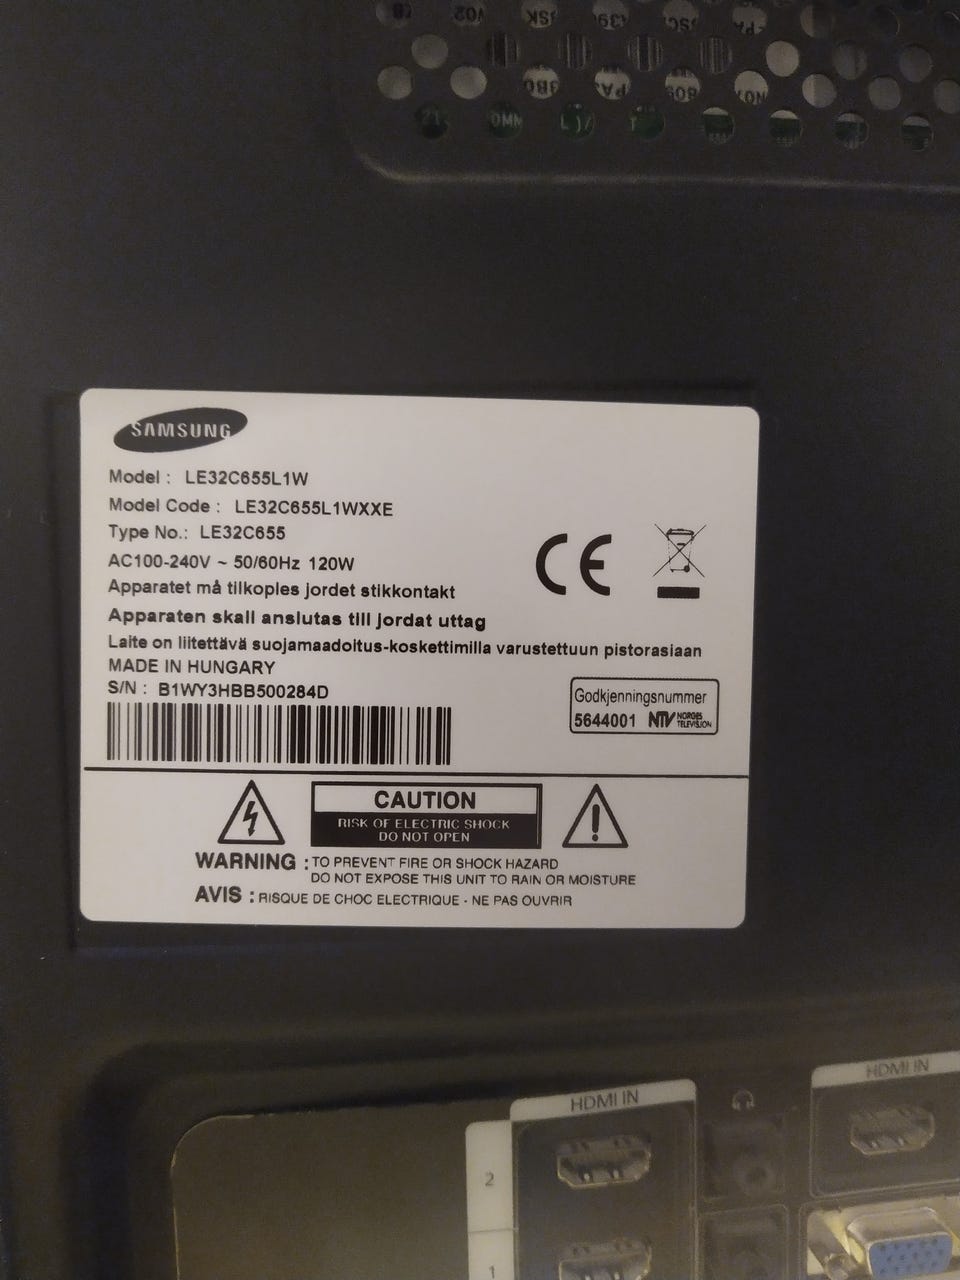 SAMSUNG
Model : LE32C655L1W
Model Code : LE32C655L1WXXE
Type No.: LE32C655
AC100-240V ~ 50/60Hz 120W
Apparatet må tilkoples jordet stikkontakt
Apparaten skall anslutas till jordat uttag
Laite on liitettävä suojamaadoitus-koskettimilla varustettuun pistorasiaan
MADE IN HUNGARY
S/N : B1WY3HBB500284D
CE
Godkjenningsnummer
5644001 NTV NORGES TELEVISJON
CAUTION
RISK OF ELECTRIC SHOCK
DO NOT OPEN
WARNING : TO PREVENT FIRE OR SHOCK HAZARD
DO NOT EXPOSE THIS UNIT TO RAIN OR MOISTURE
AVIS : RISQUE DE CHOC ELECTRIQUE - NE PAS OUVRIR
HDMI IN
HDMI IN
2
1